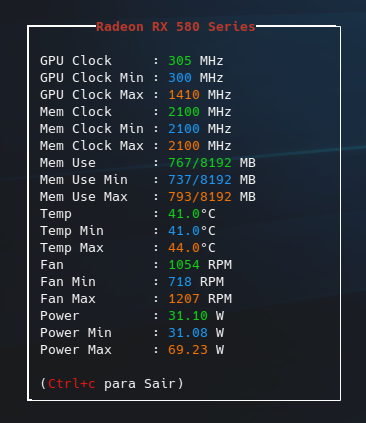 Radeon RX 580 Series
GPU Clock : 305 MHz
GPU Clock Min : 300 MHz
GPU Clock Max : 1410 MHz
Mem Clock : 2100 MHz
Mem Clock Min : 2100 MHz
Mem Clock Max : 2100 MHz
Mem Use : 767/8192 MB
Mem Use Min : 737/8192 MB
Mem Use Max : 793/8192 MB
Temp : 41.0°C
Temp Min : 41.0°C
Temp Max : 44.0°C
Fan : 1054 RPM
Fan Min : 718 RPM
Fan Max : 1207 RPM
Power : 31.10 W
Power Min : 31.08 W
Power Max : 69.23 W
(Ctrl+c para Sair)